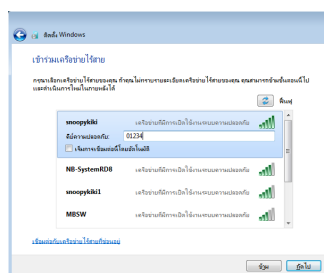 ติดตั้ง Windows
เข้าร่วมเครือข่ายไร้สาย
กรุณาเลือกเครือข่ายไร้สายของคุณ ถ้าคุณไม่ทราบรายละเอียดเครือข่ายไร้สายของคุณ คุณสามารถข้ามขั้นตอนนี้ไป
และดำเนินการใหม่ในภายหลังได้
ฟื้นฟู
snoopykiki เครือข่ายที่มีการเปิดใช้งานระบบความปลอดภัย
คีย์ความปลอดภัย: 01234
เริ่มการเชื่อมต่อนี้โดยอัตโนมัติ
NB-SystemRD8 เครือข่ายที่มีการเปิดใช้งานระบบความปลอดภัย
snoopykiki1 เครือข่ายที่มีการเปิดใช้งานระบบความปลอดภัย
MBSW เครือข่ายที่มีการเปิดใช้งานระบบความปลอดภัย
เชื่อมต่อกับเครือข่ายไร้สายที่ซ่อนอยู่
ข้าม ถัดไป